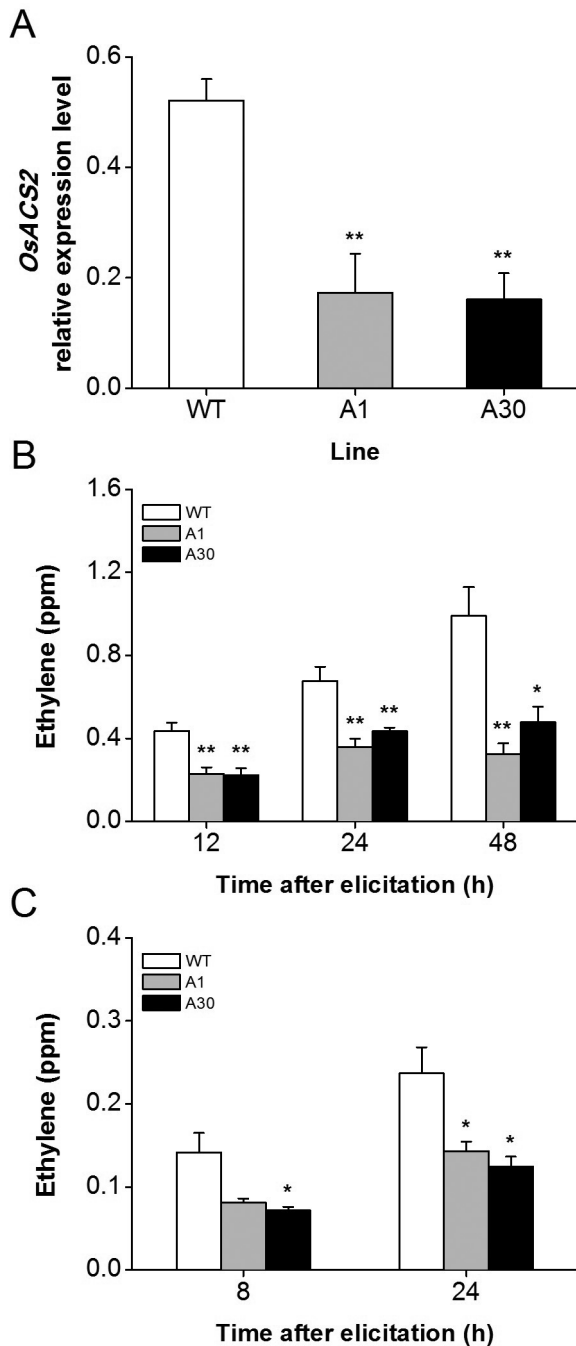 A
OsACS2
relative expression level
0.6
0.4
0.2
0.0
**
**
WT
A1
A30
Line
B
Ethylene (ppm)
1.6
1.2
0.8
0.4
0.0
WT
A1
A30
**
**
**
**
**
*
12
24
48
Time after elicitation (h)
C
Ethylene (ppm)
0.4
0.3
0.2
0.1
0.0
WT
A1
A30
*
*
*
8
24
Time after elicitation (h)